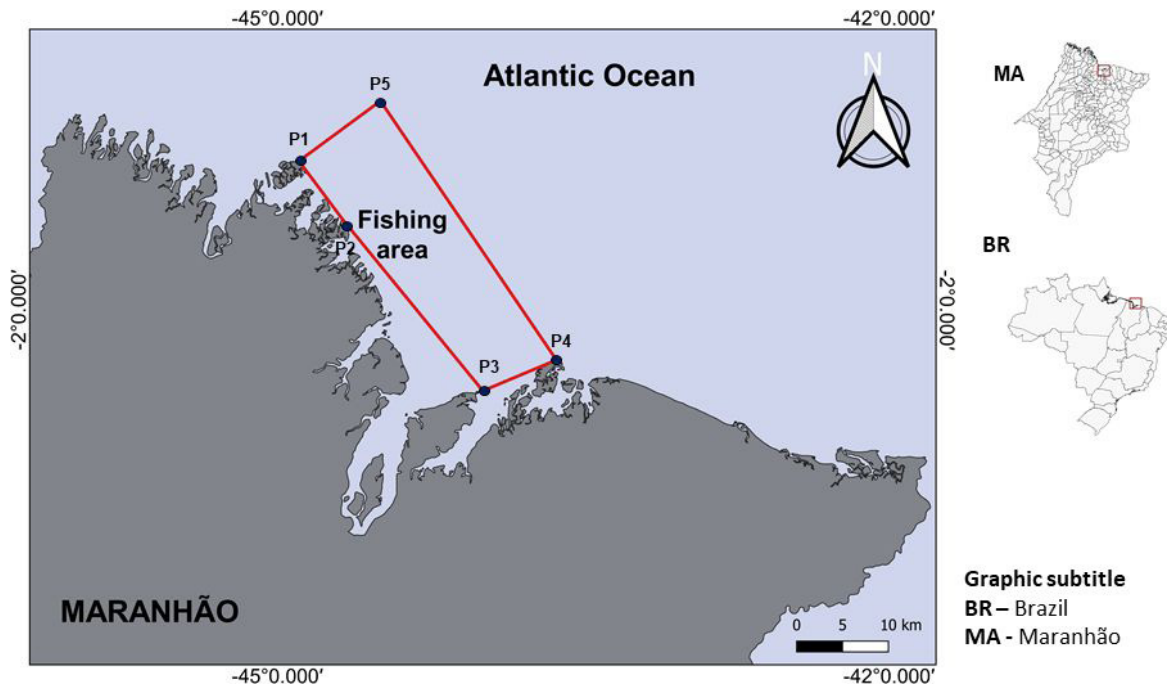 -45°0.000′
-42°0.000′
Atlantic Ocean
N
P5
P1
MA
Fishing
area
P2
BR
-2°0.000′
-2°0.000′
P4
P3
Graphic subtitle
BR – Brazil
MA - Maranhão
MARANHÃO
0 5 10 km
-45°0.000′
-42°0.000′